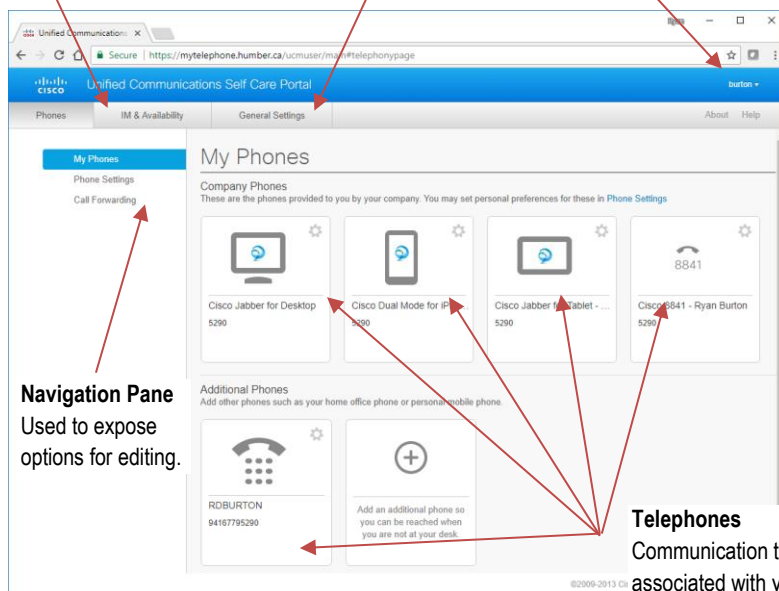 Unified Communications
Secure | https://mytelephone.humber.ca/ucmuser/main#telephonypage
cisco
Unified Communications Self Care Portal
burton
Phones IM & Availability General Settings About Help
My Phones
Phone Settings
Call Forwarding
My Phones
Company Phones
These are the phones provided to you by your company. You may set personal preferences for these in Phone Settings
8841
Cisco Jabber for Desktop
5290
Cisco Dual Mode for
5290
Cisco Jabber for Tablet - ...
5290
Cisco 8841 - Ryan Burton
5290
Navigation Pane
Used to expose
options for editing.
Additional Phones
Add other phones such as your home office phone or personal mobile phone.
RDBURTON
94167795290
Add an additional phone so
you can be reached when
you are not at your desk.
Telephones
Communication
associated with
©2009-2013